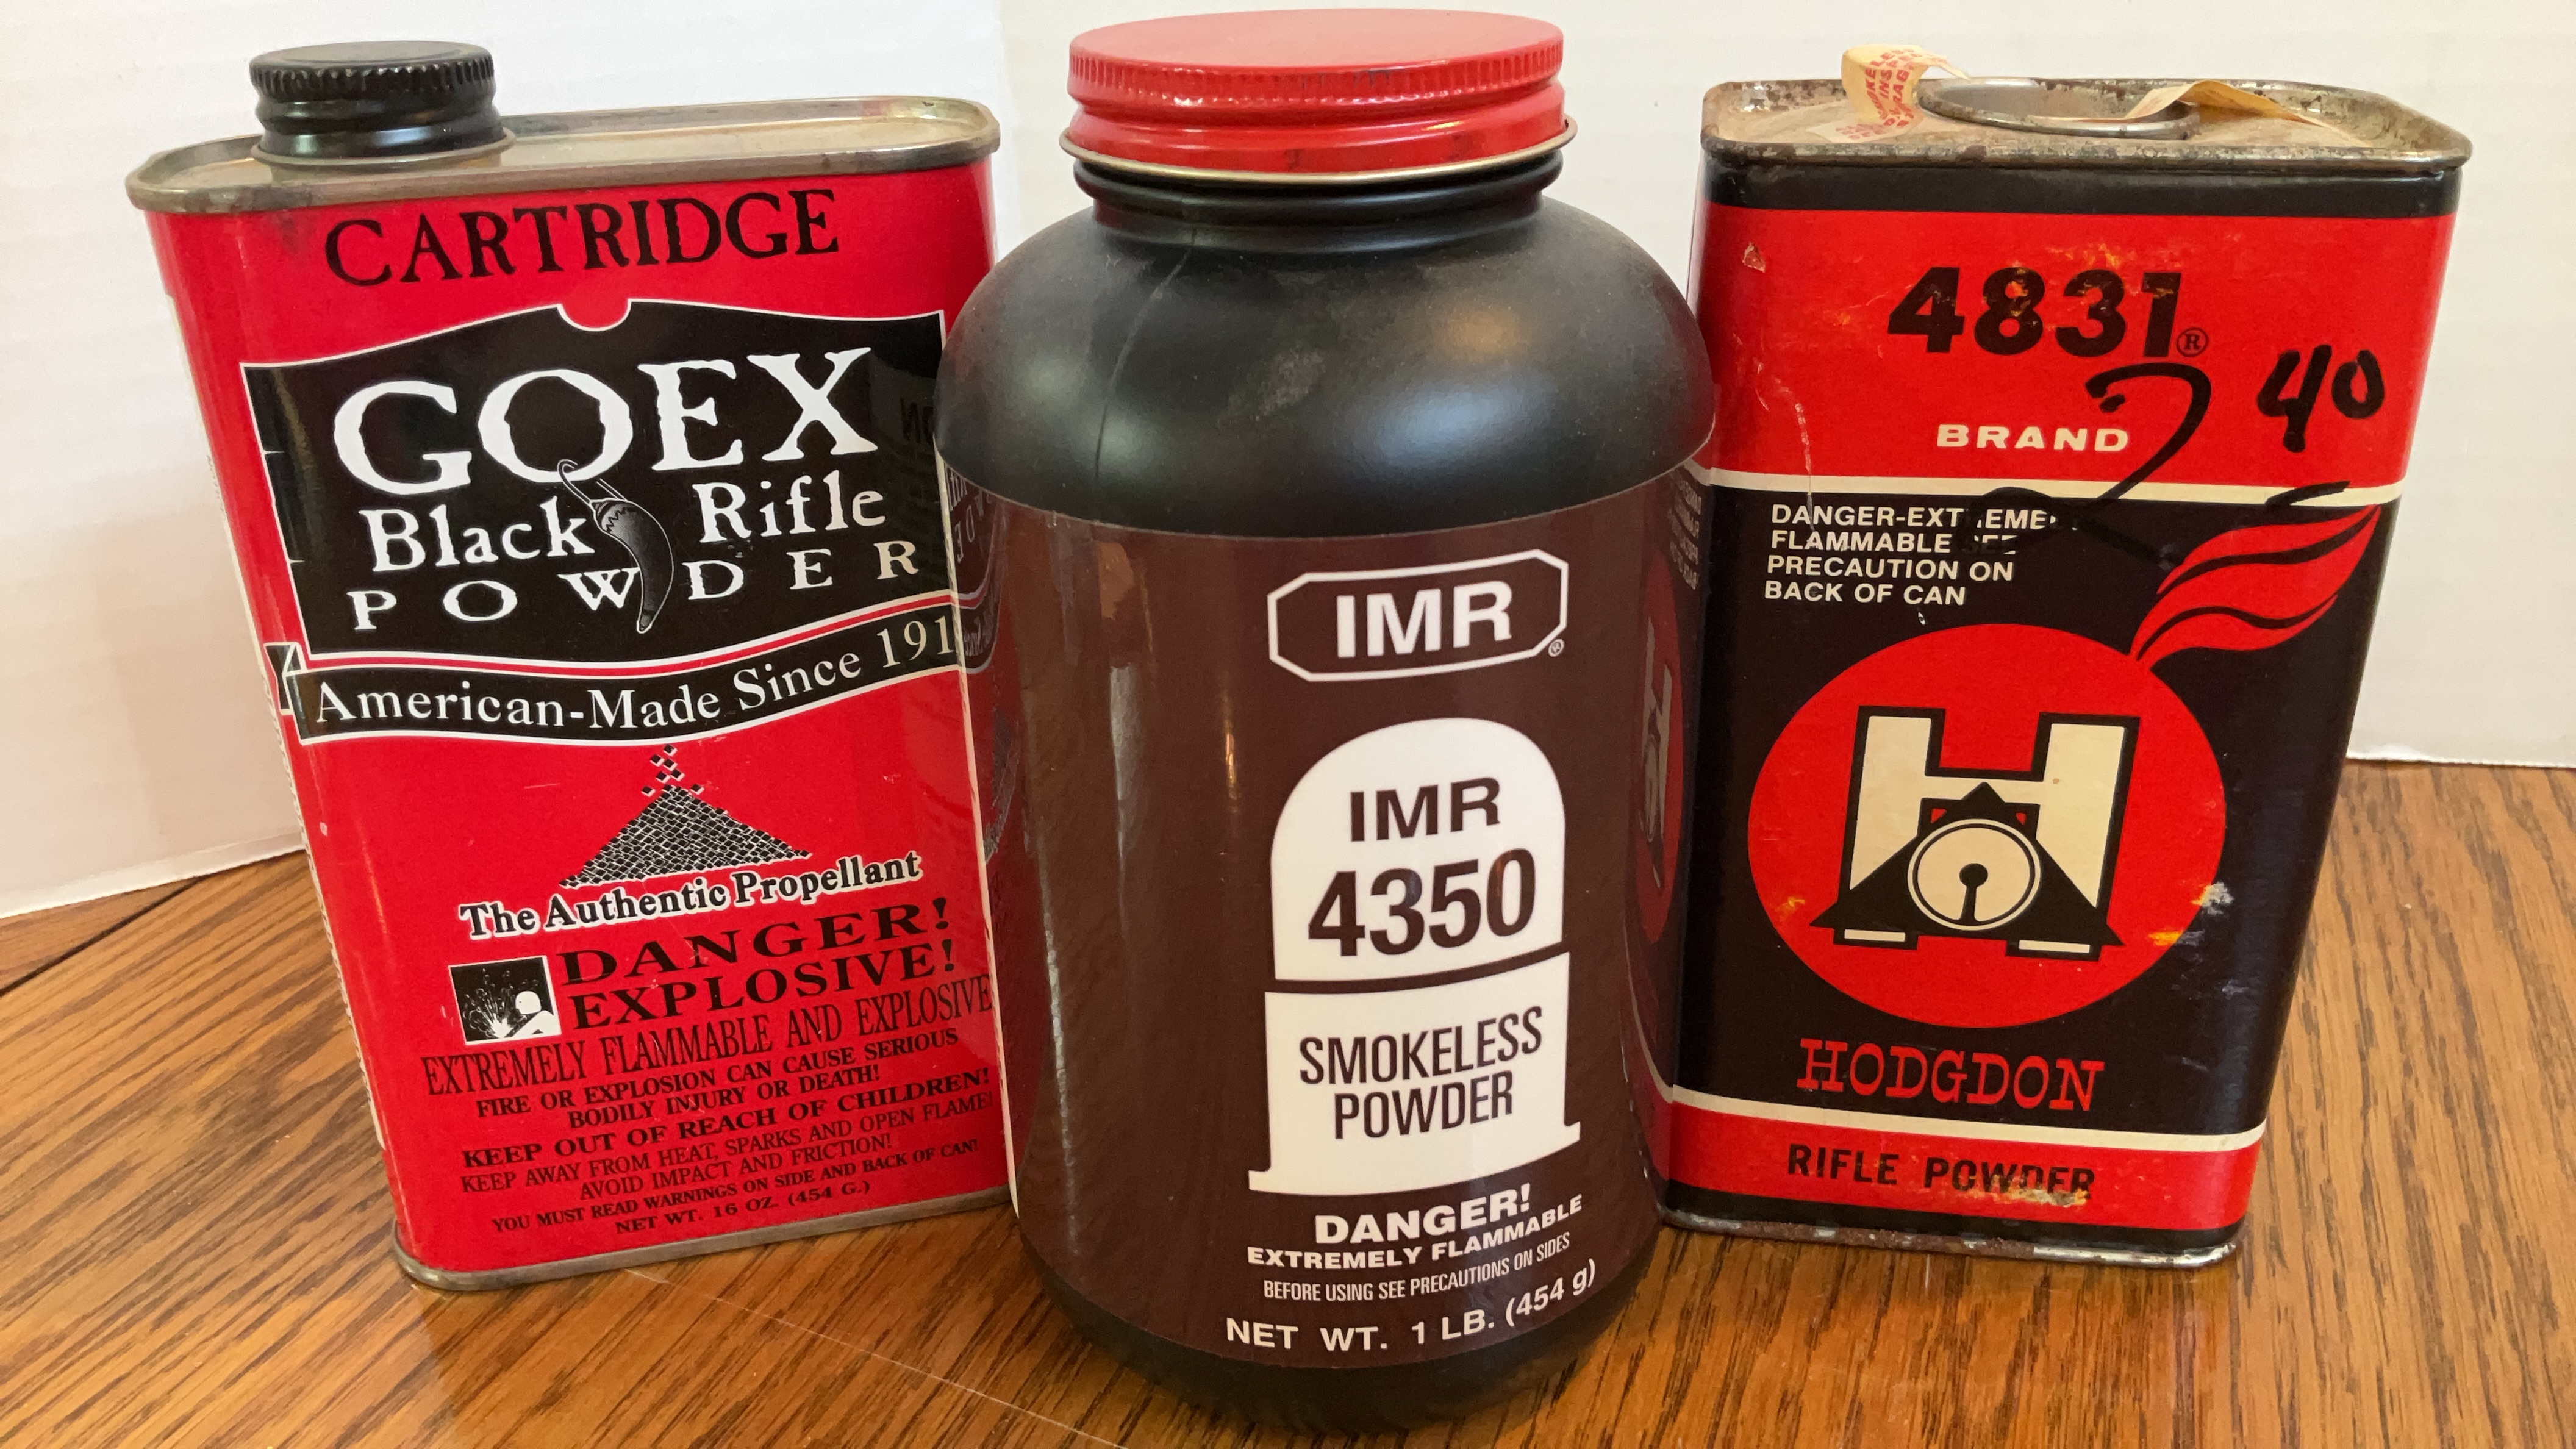 CARTRIDGE
GOEX
Black Rifle
POWDER
American-Made Since 191
The Authentic Propellant
DANGER!
EXPLOSIVE!
EXTREMELY FLAMMABLE AND EXPLOSIVE
FIRE OR EXPLOSION CAN CAUSE SERIOUS
BODILY INJURY OR DEATH!
KEEP OUT OF REACH OF CHILDREN!
KEEP AWAY FROM HEAT, SPARKS AND OPEN FLAME!
AVOID IMPACT AND FRICTION!
YOU MUST READ WARNINGS ON SIDE AND BACK OF CAN!
NET WT. 16 OZ. (454 G.)
IMR®
IMR
4350
SMOKELESS
POWDER
DANGER!
EXTREMELY FLAMMABLE
BEFORE USING SEE PRECAUTIONS ON SIDES
NET WT. 1 LB. (454 g)
4831®
2 40
BRAND
DANGER-EXTREMELY
FLAMMABLE SEE
PRECAUTION ON
BACK OF CAN
H
HODGDON
RIFLE POWDER